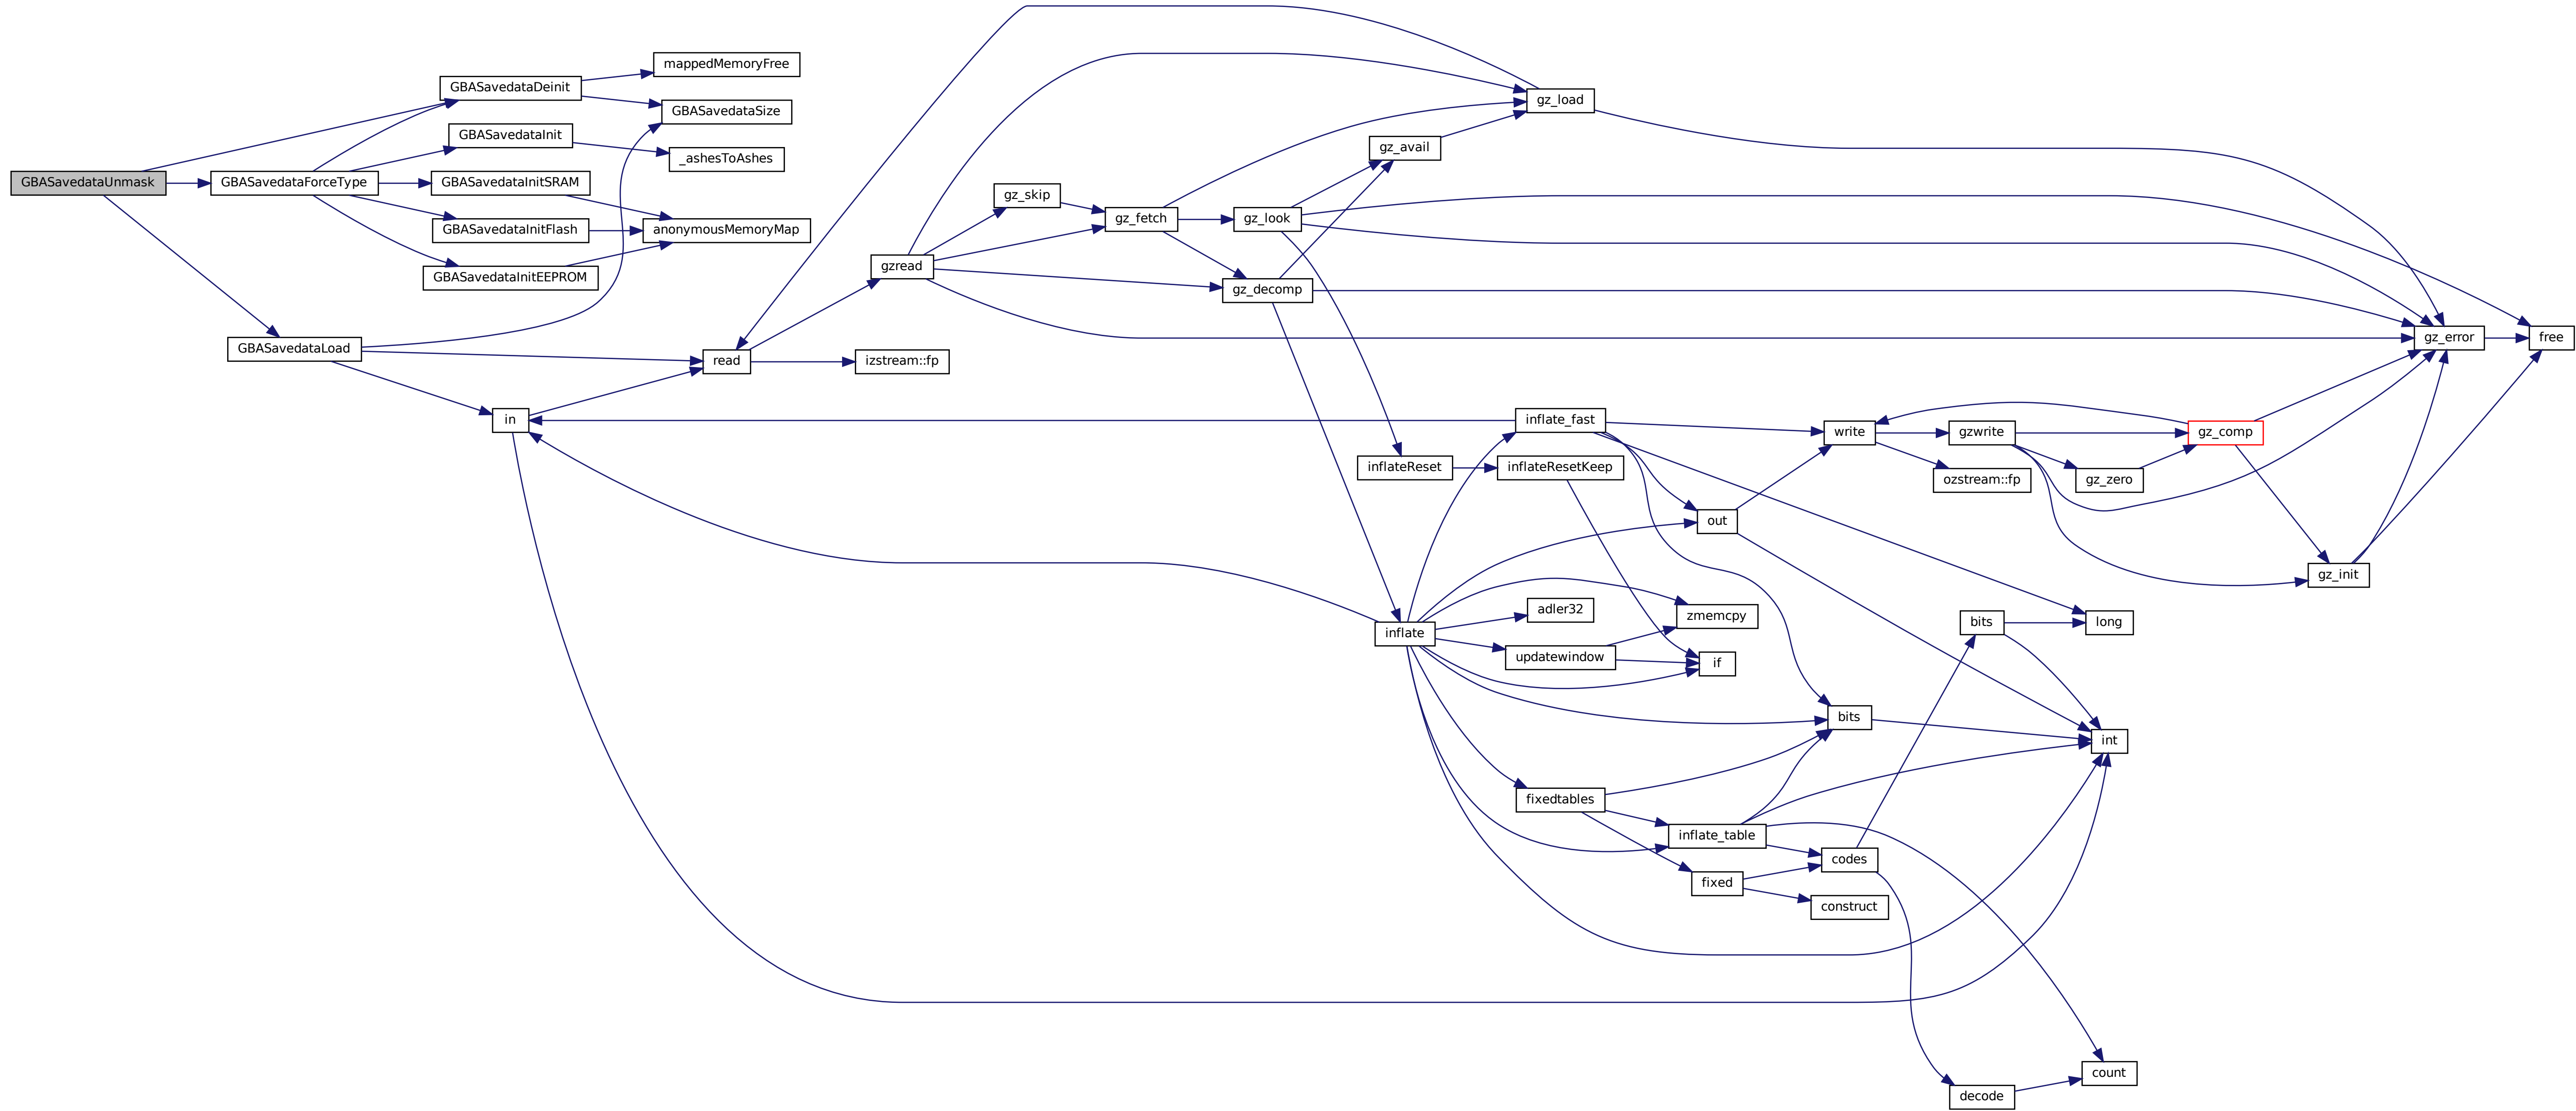 GBASavedataUnmask
GBASavedataForceType
GBASavedataLoad
GBASavedataDeinit
GBASavedataInit
GBASavedataInitSRAM
GBASavedataInitFlash
GBASavedataInitEEPROM
in
mappedMemoryFree
GBASavedataSize
_ashesToAshes
anonymousMemoryMap
read
gzread
izstream::fp
gz_skip
gz_fetch
gz_look
gz_decomp
gz_avail
inflateReset
inflate
gz_load
inflate_fast
inflateResetKeep
adler32
updatewindow
fixedtables
out
zmemcpy
if
inflate_table
fixed
write
bits
codes
construct
gzwrite
ozstream::fp
bits
decode
gz_zero
long
int
count
gz_comp
gz_init
gz_error
free